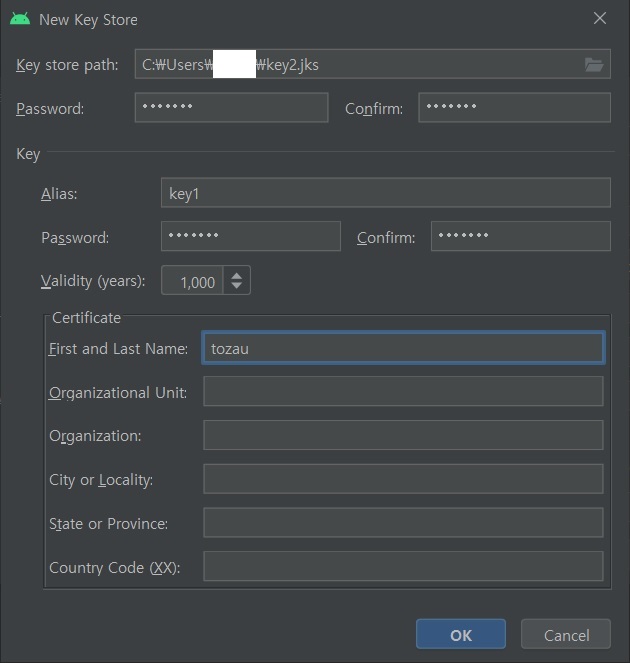 New Key Store
Key store path: C:₩Users₩ ₩key2.jks
Password: ••••••• Confirm: •••••••
Key
Alias: key1
Password: ••••••• Confirm: •••••••
Validity (years): 1,000
Certificate
First and Last Name: tozau
Organizational Unit:
Organization:
City or Locality:
State or Province:
Country Code (XX):
OK Cancel